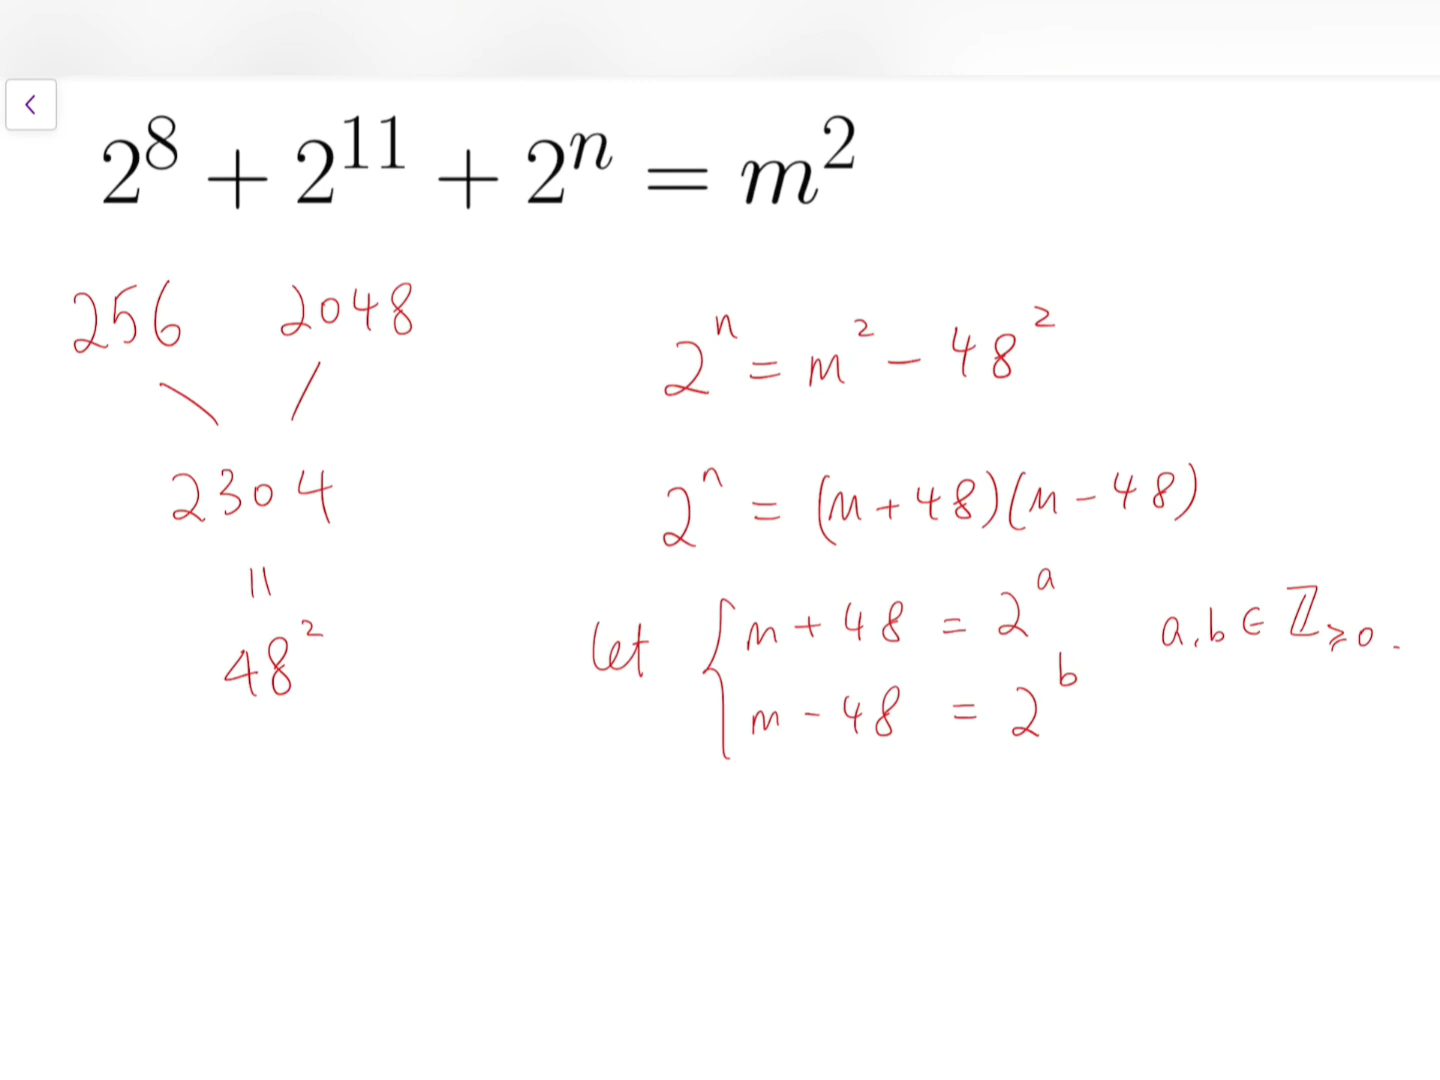 2^8 + 2^11 + 2^n = m^2
256 2048
2304
=
48^2
2^n = m^2 - 48^2
2^n = (m + 48)(m - 48)
let { m + 48 = 2^a a, b ∈ ℤ≥0.
m - 48 = 2^b